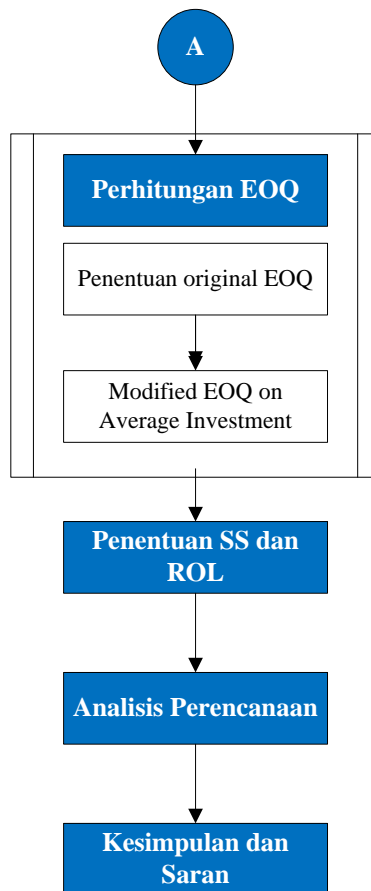 A
Perhitungan EOQ
Penentuan original EOQ
Modified EOQ on
Average Investment
Penentuan SS dan
ROL
Analisis Perencanaan
Kesimpulan dan
Saran